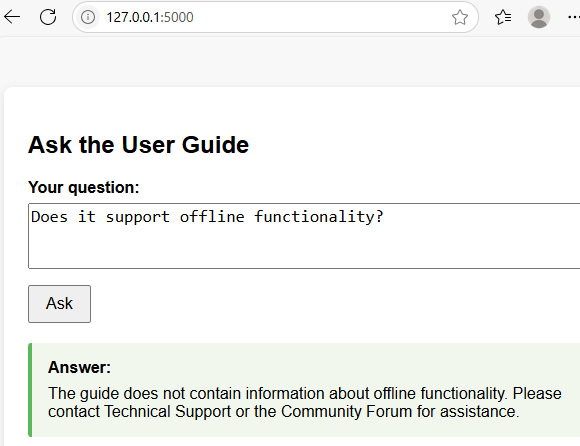 127.0.0.1:5000
Ask the User Guide
Your question:
Does it support offline functionality?
Ask
Answer:
The guide does not contain information about offline functionality. Please
contact Technical Support or the Community Forum for assistance.